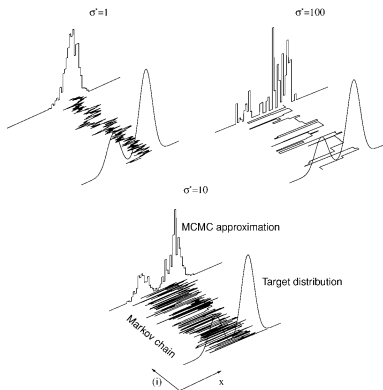 σ*=1
σ*=100
σ*=10
MCMC approximation
Target distribution
Markov chain
(i)
x